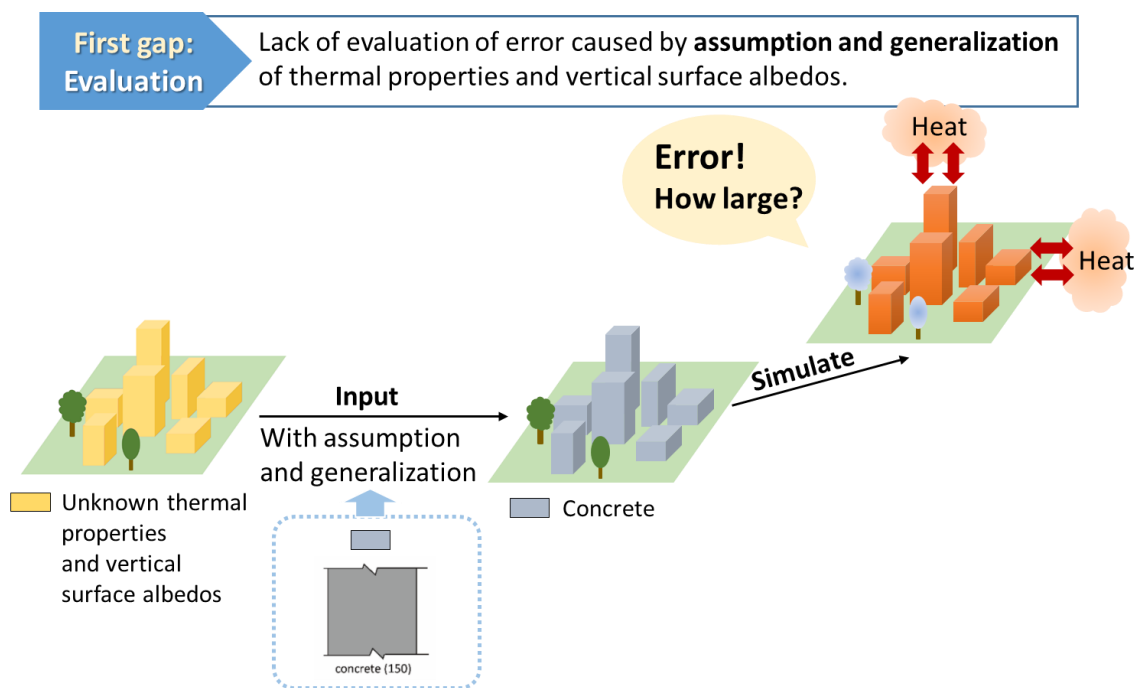 First gap:
Evaluation
Lack of evaluation of error caused by assumption and generalization
of thermal properties and vertical surface albedos.
Heat
Error!
How large?
Heat
Simulate
Input
With assumption
and generalization
Unknown thermal
properties
and vertical
surface albedos
Concrete
concrete (150)